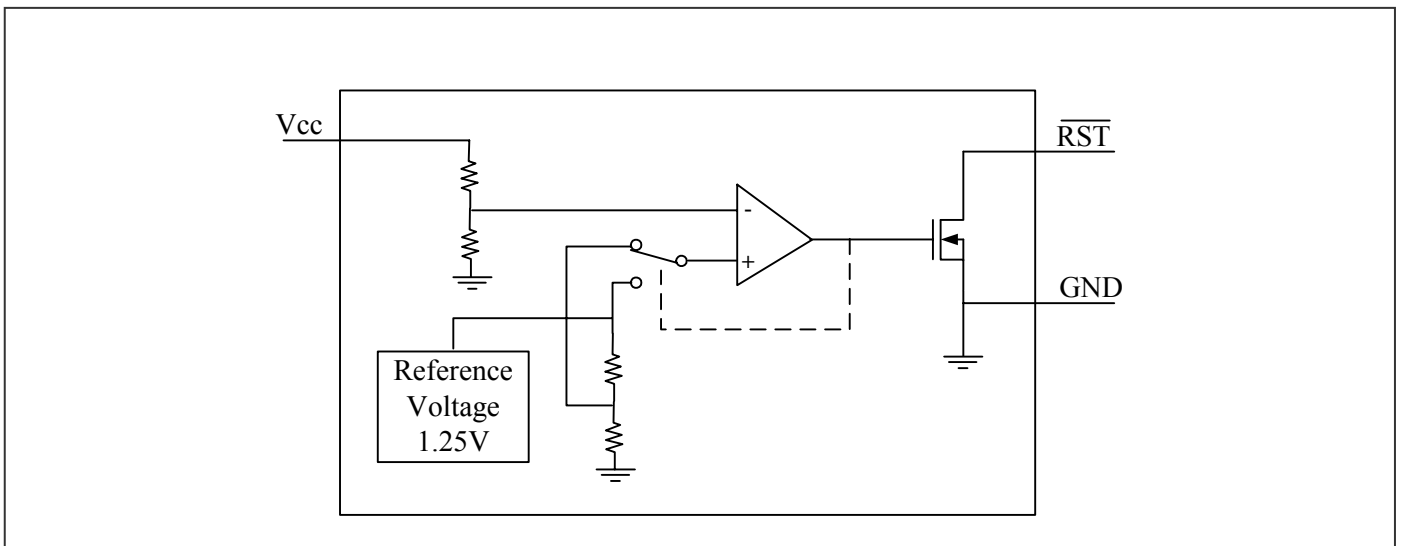 Vcc
RST
-
+
GND
Reference
Voltage
1.25V